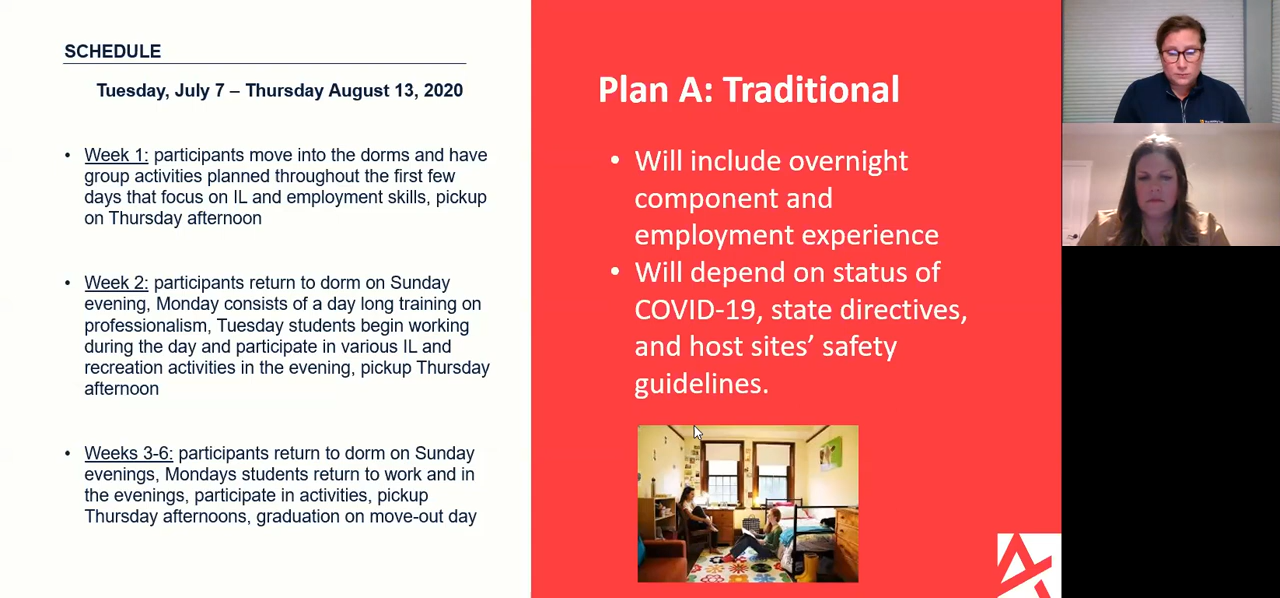 SCHEDULE
Tuesday, July 7 – Thursday August 13, 2020
• Week 1: participants move into the dorms and have
group activities planned throughout the first few
days that focus on IL and employment skills, pickup
on Thursday afternoon
• Week 2: participants return to dorm on Sunday
evening, Monday consists of a day long training on
professionalism, Tuesday students begin working
during the day and participate in various IL and
recreation activities in the evening, pickup Thursday
afternoon
• Weeks 3-6: participants return to dorm on Sunday
evenings, Mondays students return to work and in
the evenings, participate in activities, pickup
Thursday afternoons, graduation on move-out day
Plan A: Traditional
• Will include overnight
component and
employment experience
• Will depend on status of
COVID-19, state directives,
and host sites’ safety
guidelines.